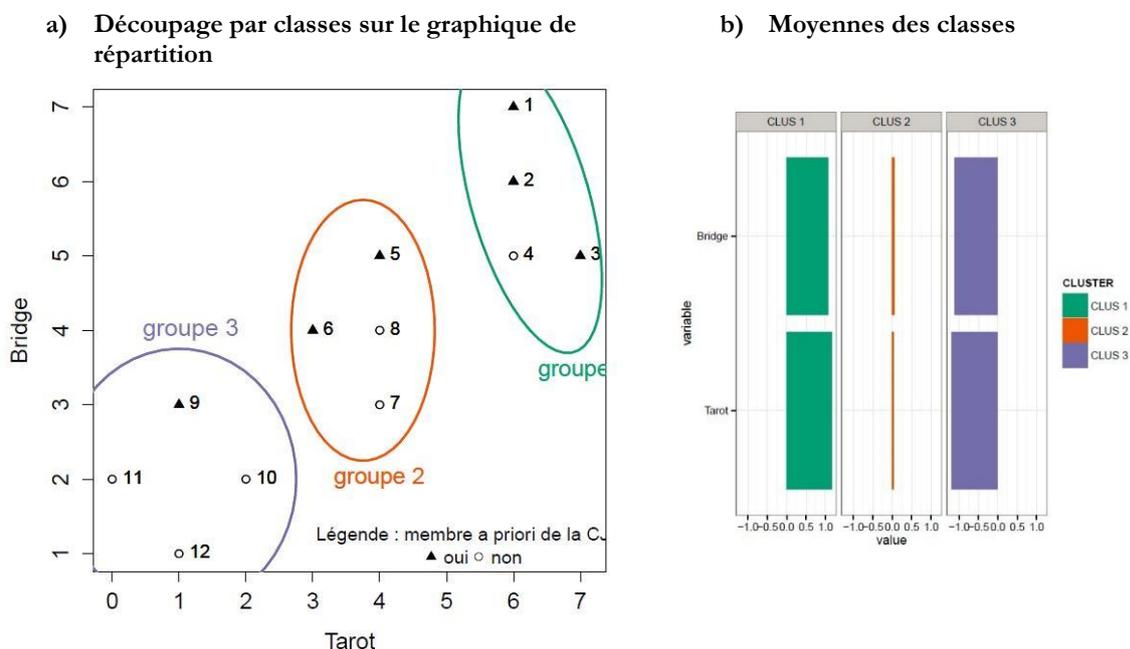 a) Découpage par classes sur le graphique de
répartition
7
6
5
4
3
2
1
Bridge
1
2
4
3
5
6
8
7
groupe 3
9
11
10
12
groupe 2
groupe
Légende : membre a priori de la CJ
oui non
0 1 2 3 4 5 6 7
Tarot
b) Moyennes des classes
CLUS 1 CLUS 2 CLUS 3
Bridge
variable
Tarot
−1.0−0.50.0 0.5 1.0 −1.0−0.50.0 0.5 1.0 −1.0−0.50.0 0.5 1.0
value
CLUSTER
CLUS 1
CLUS 2
CLUS 3